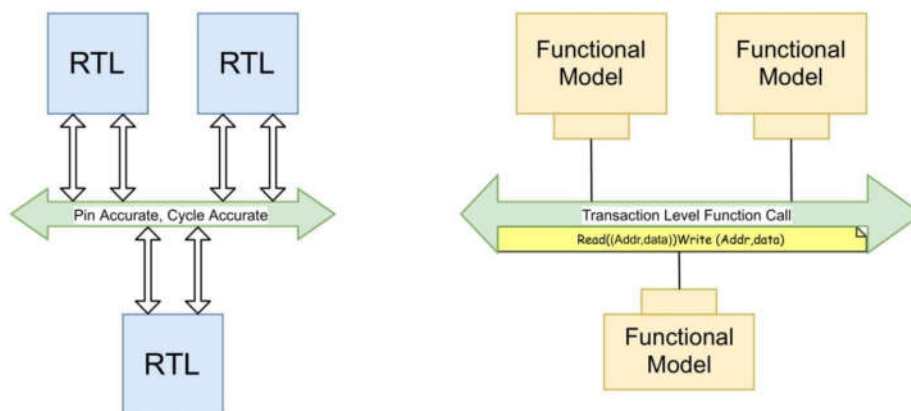 RTL
RTL
Pin Accurate, Cycle Accurate
RTL
Functional
Model
Functional
Model
Transaction Level Function Call
Read((Addr,data))Write (Addr,data)
Functional
Model